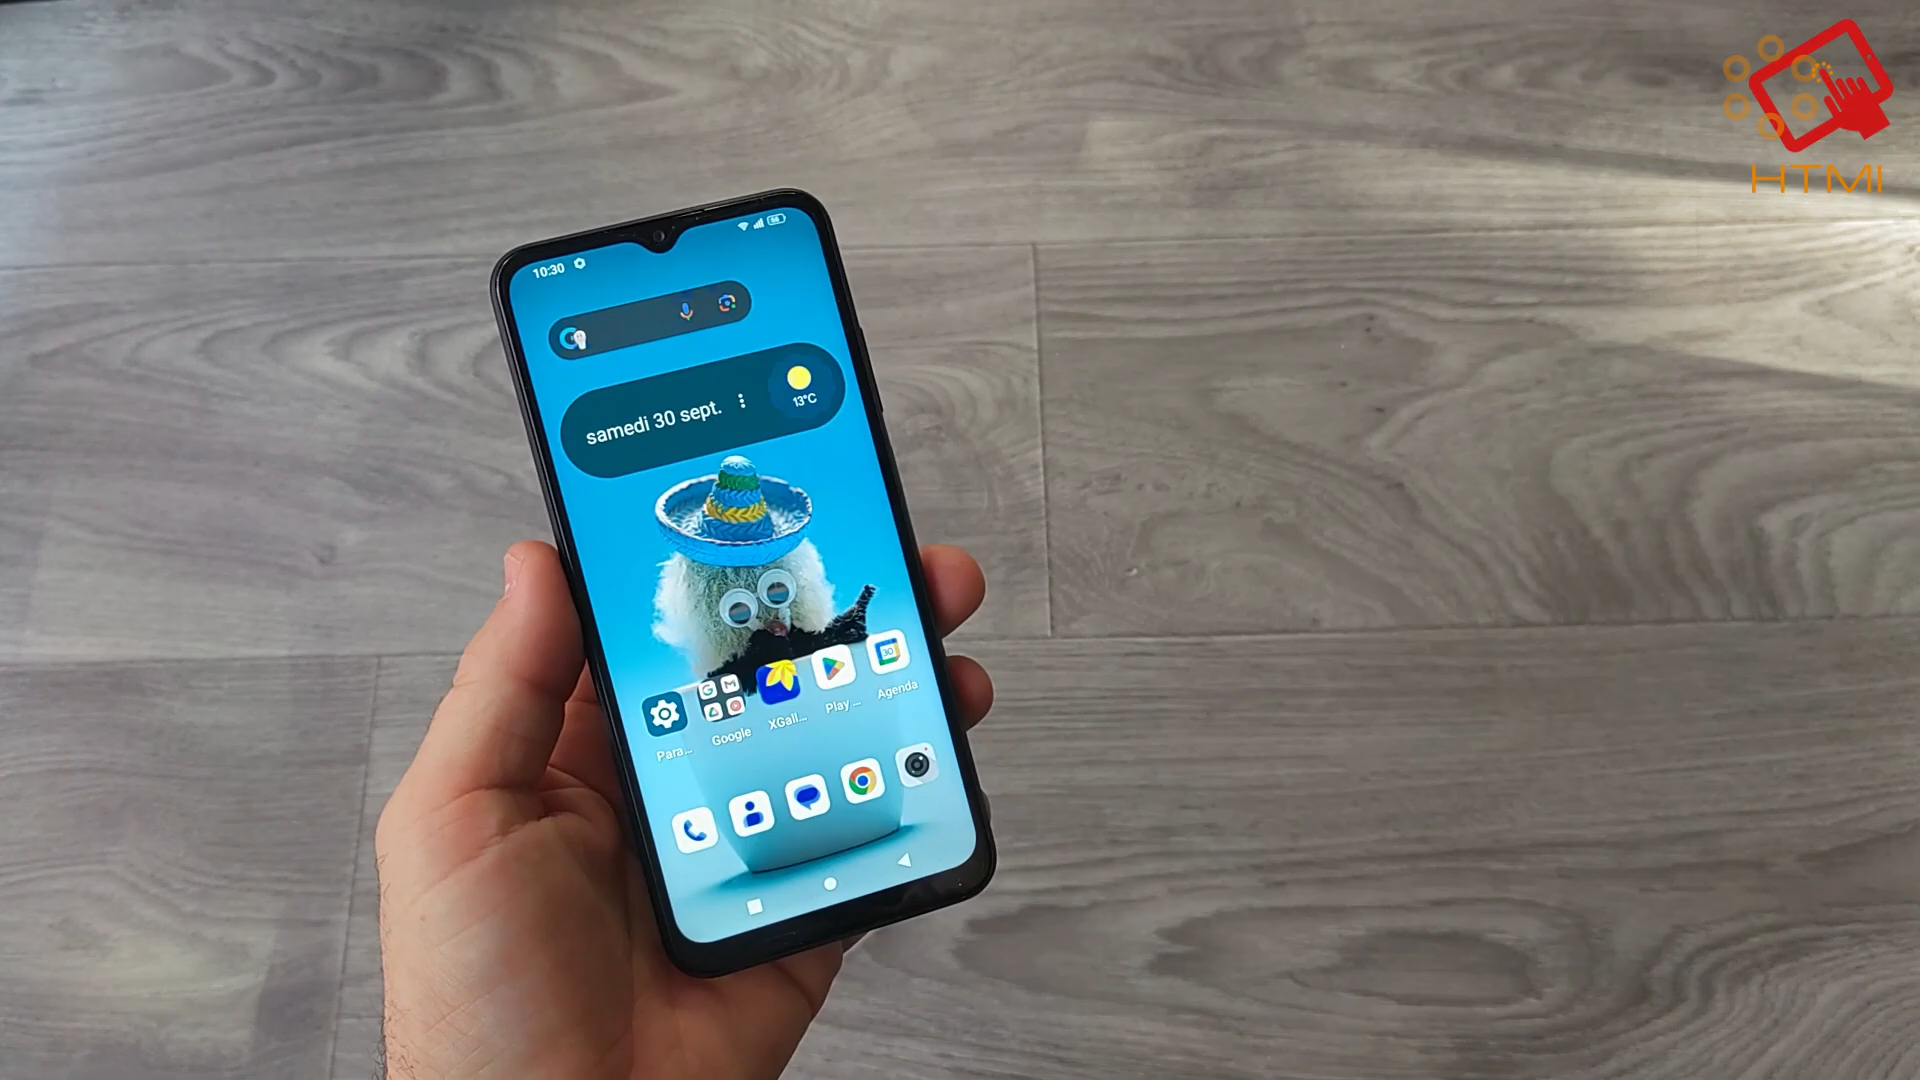 HTMI
10:30
samedi 30 sept.
13°C
Para...
Google
XGall...
Play ...
Agenda
30